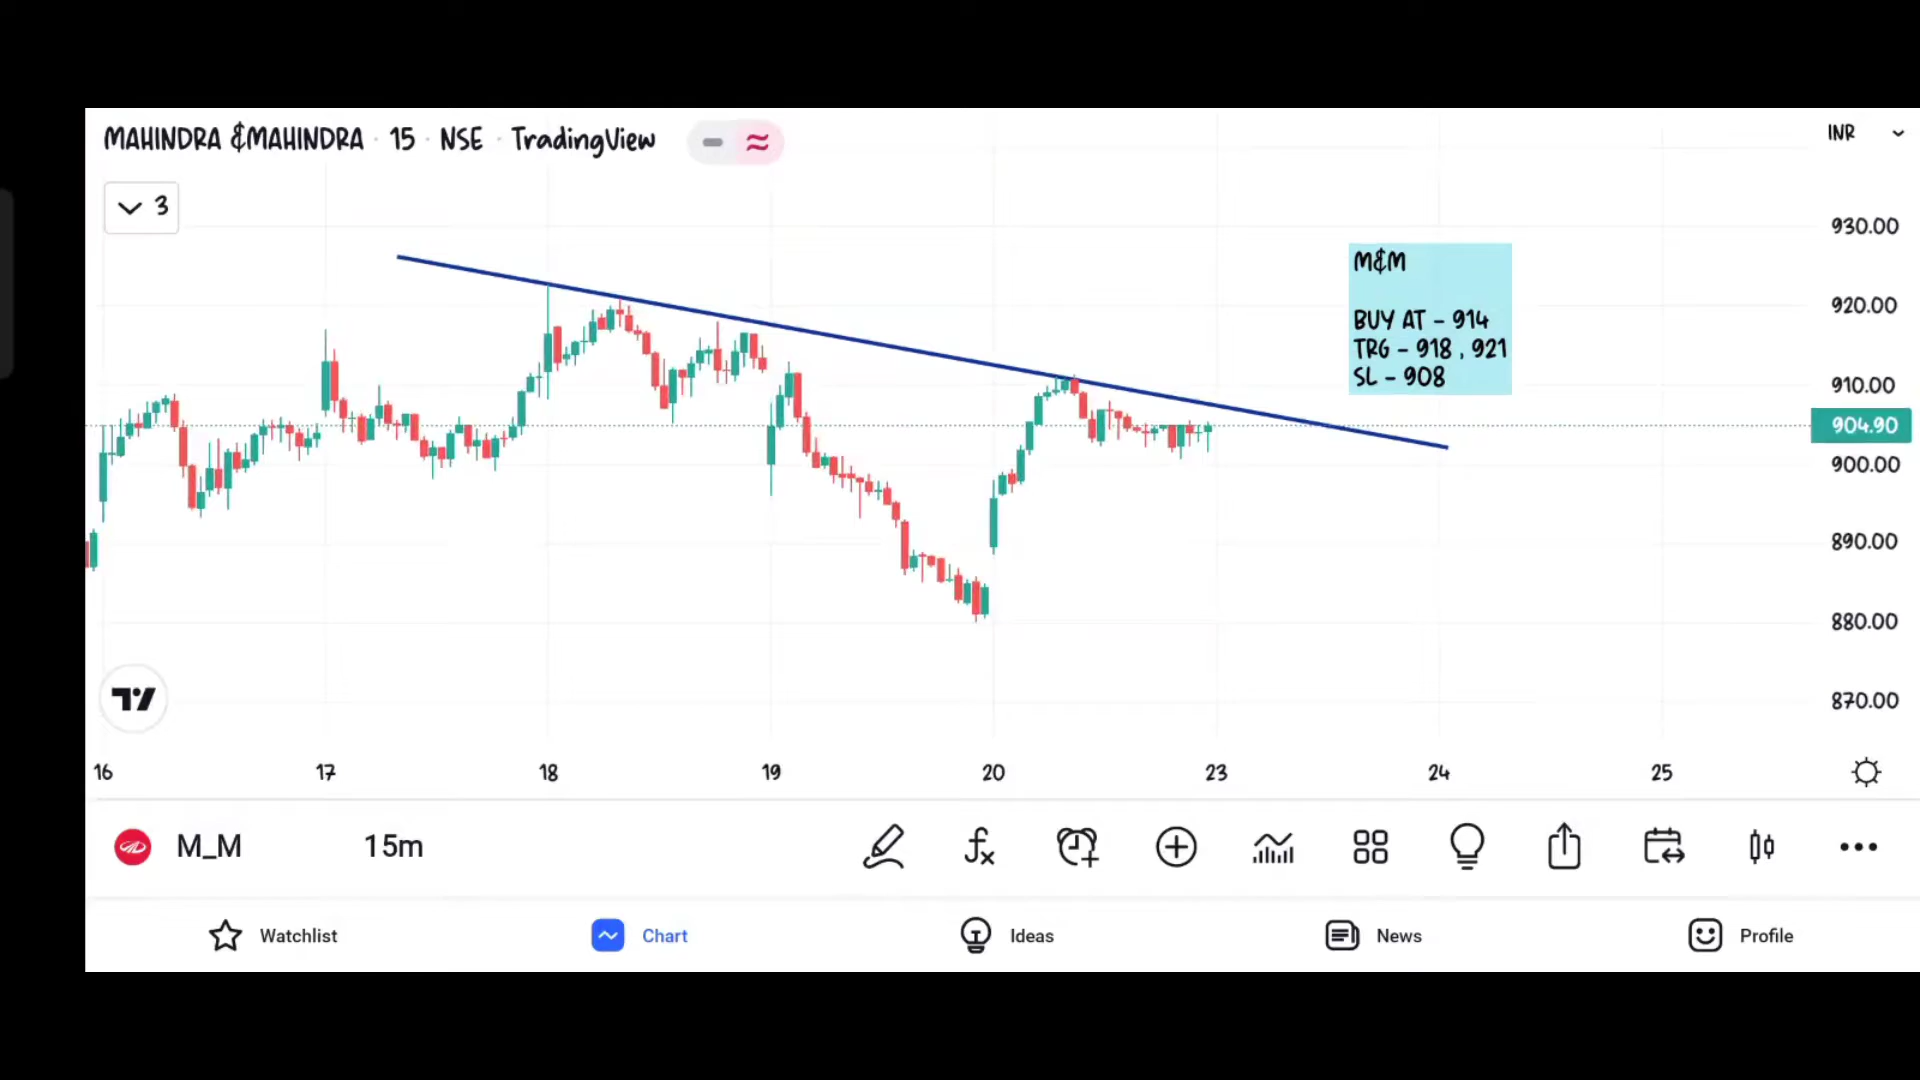 MAHINDRA &MAHINDRA · 15 · NSE · TradingView
INR
3
930.00
M&M
BUY AT - 914
TRG - 918 , 921
SL - 908
920.00
910.00
904.90
900.00
890.00
880.00
870.00
16 17 18 19 20 23 24 25
M_M 15m
Watchlist Chart Ideas News Profile